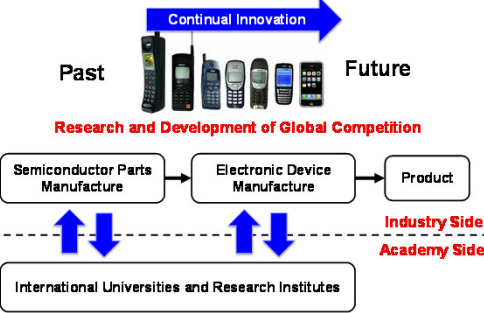 Continual Innovation
Past
Future
Research and Development of Global Competition
Semiconductor Parts
Manufacture
Electronic Device
Manufacture
Product
Industry Side
Academy Side
International Universities and Research Institutes